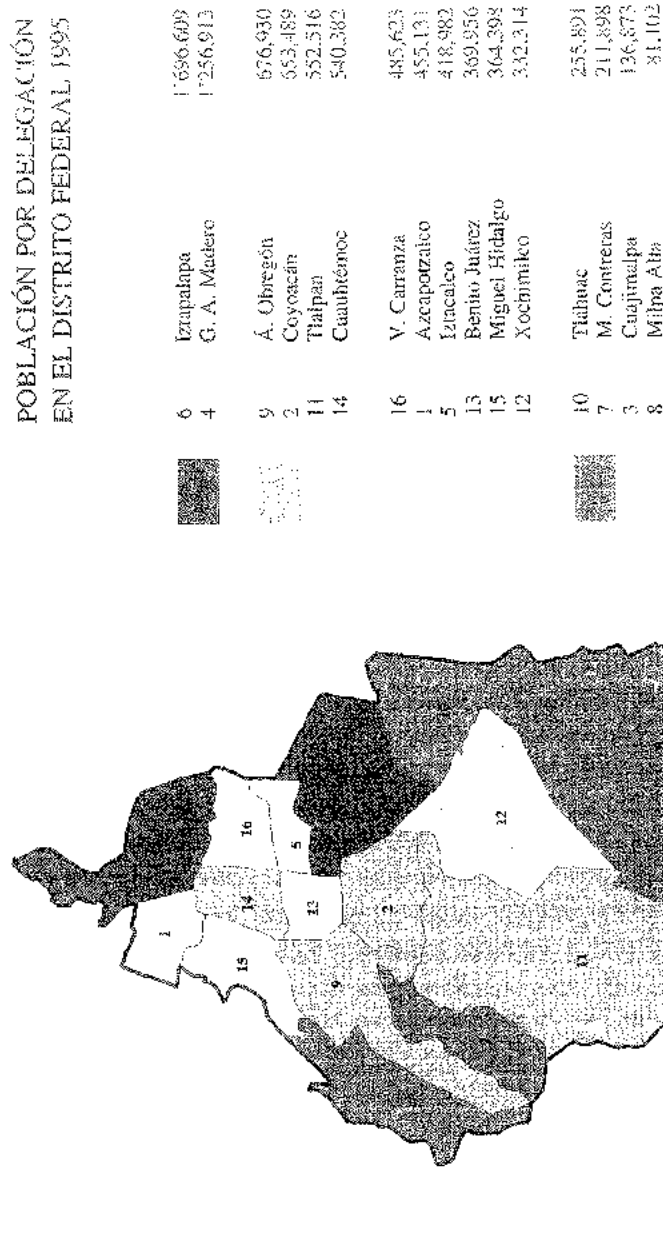 POBLACIÓN POR DELEGACIÓN
EN EL DISTRITO FEDERAL 1995
6 Iztapalapa 1'696.609
4 G. A. Madero 1'256,913
9 Á. Obregón 676,930
2 Coyoacán 653,489
11 Tlalpan 552,516
14 Cuauhtémoc 540,382
16 V. Carranza 485,623
1 Azcapotzalco 455,131
5 Iztacalco 418,982
13 Benito Juárez 369,956
15 Miguel Hidalgo 364,398
12 Xochimilco 332,314
10 Tláhuac 255,891
7 M. Contreras 211,898
3 Cuajimalpa 136,873
8 Milpa Alta 81,102
1
16
15
14
5
13
9
2
12
11